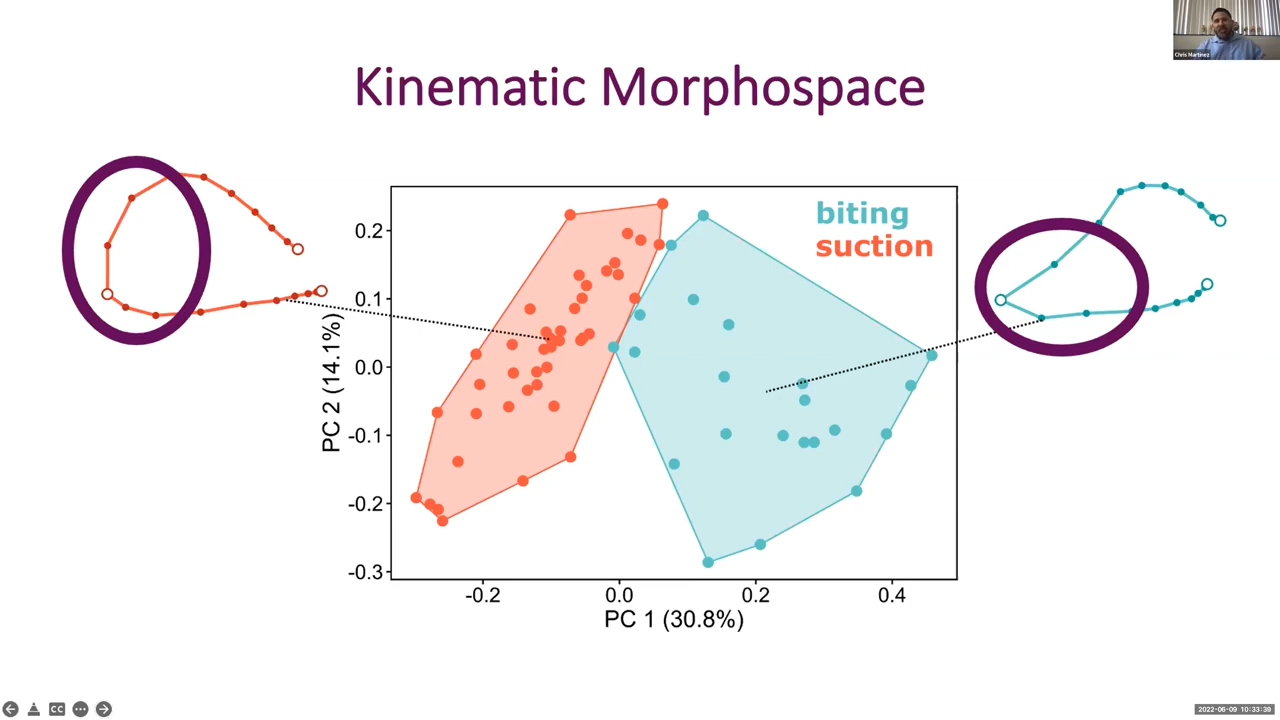 Chris Martinez
Kinematic Morphospace
biting
suction
0.2
0.1
0.0
-0.1
-0.2
-0.3
PC 2 (14.1%)
-0.2 0.0 0.2 0.4
PC 1 (30.8%)
CC
2022-06-09 10:33:39